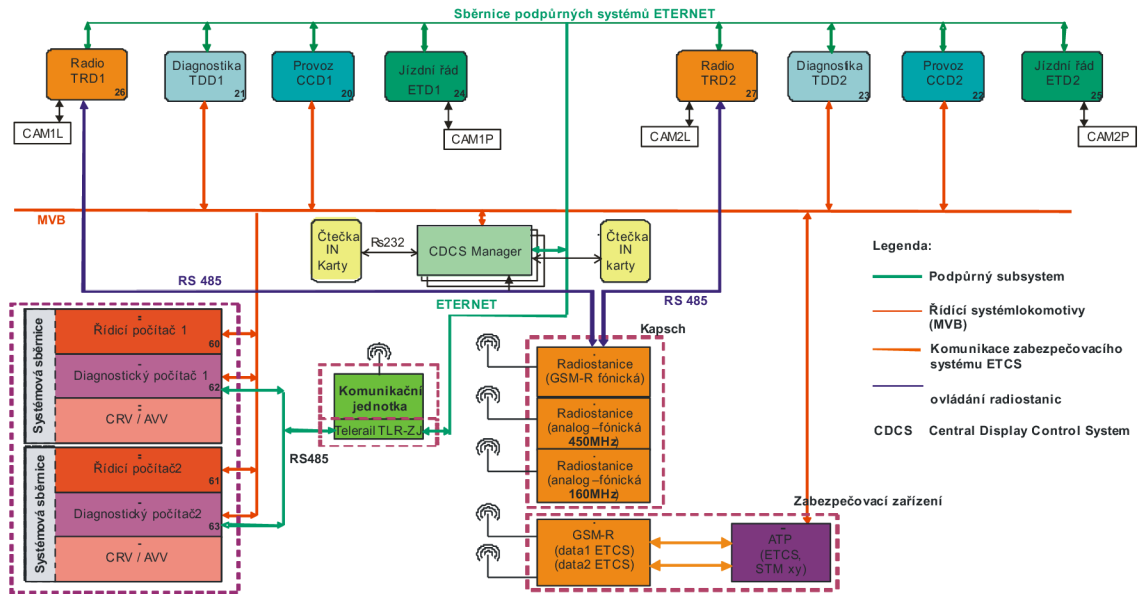 Sběrnice podpůrných systémů ETERNET
Radio
TRD1
26
Diagnostika
TDD1
21
Provoz
CCD1
20
Jízdní řád
ETD1
24
Radio
TRD2
27
Diagnostika
TDD2
23
Provoz
CCD2
22
Jízdní řád
ETD2
25
CAM1L
CAM1P
CAM2L
CAM2P
MVB
Čtečka
IN
Karty
Rs232
CDCS Manager
Čtečka
IN
karty
RS 485
RS 485
ETERNET
Kapsch
Legenda:
Podpůrný subsystem
Řídící systémlokomotivy
(MVB)
Komunikace zabezpečovacího
systému ETCS
ovládání radiostanic
CDCS Central Display Control System
Systémová sběrnice
Řídicí počítač 1
60
Diagnostický počítač 1
62
CRV / AVV
Systémová sběrnice
Řídicí počítač2
61
Diagnostický počítač2
63
CRV / AVV
Komunikační
jednotka
Telerail TLR-ZJ
RS485
Radiostanice
(GSM-R fónická)
Radiostanice
(analog –fónická
450MHz)
Radiostanice
(analog –fónická
160MHz)
Zabezpečovací zařízení
GSM-R
(data1 ETCS)
(data2 ETCS)
ATP
(ETCS,
STM xy)